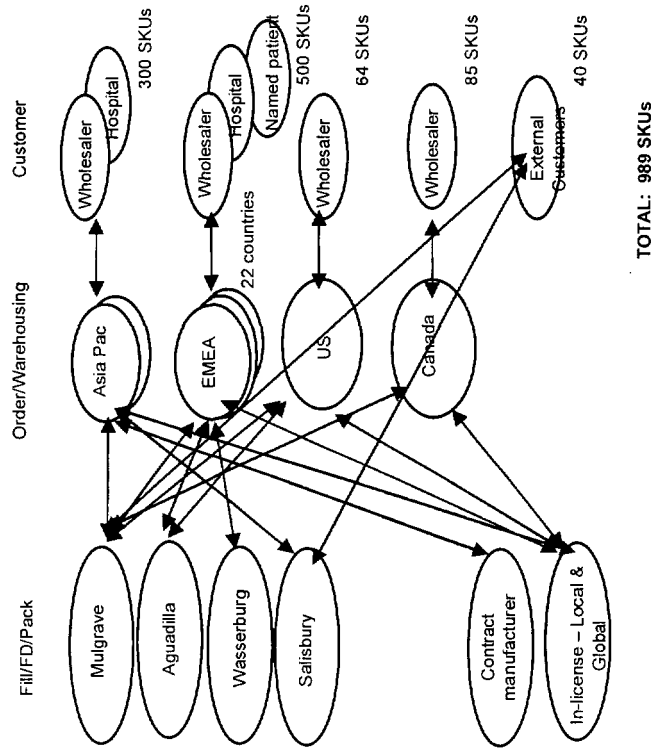 Fill/FD/Pack
Order/Warehousing
Customer
Mulgrave
Aguadilla
Wasserburg
Salisbury
Contract
manufacturer
In-license – Local &
Global
Asia Pac
EMEA
22 countries
US
Canada
Wholesaler
Hospital
300 SKUs
Wholesaler
Hospital
Named patient
500 SKUs
Wholesaler
64 SKUs
Wholesaler
85 SKUs
External
Customers
40 SKUs
TOTAL: 989 SKUs